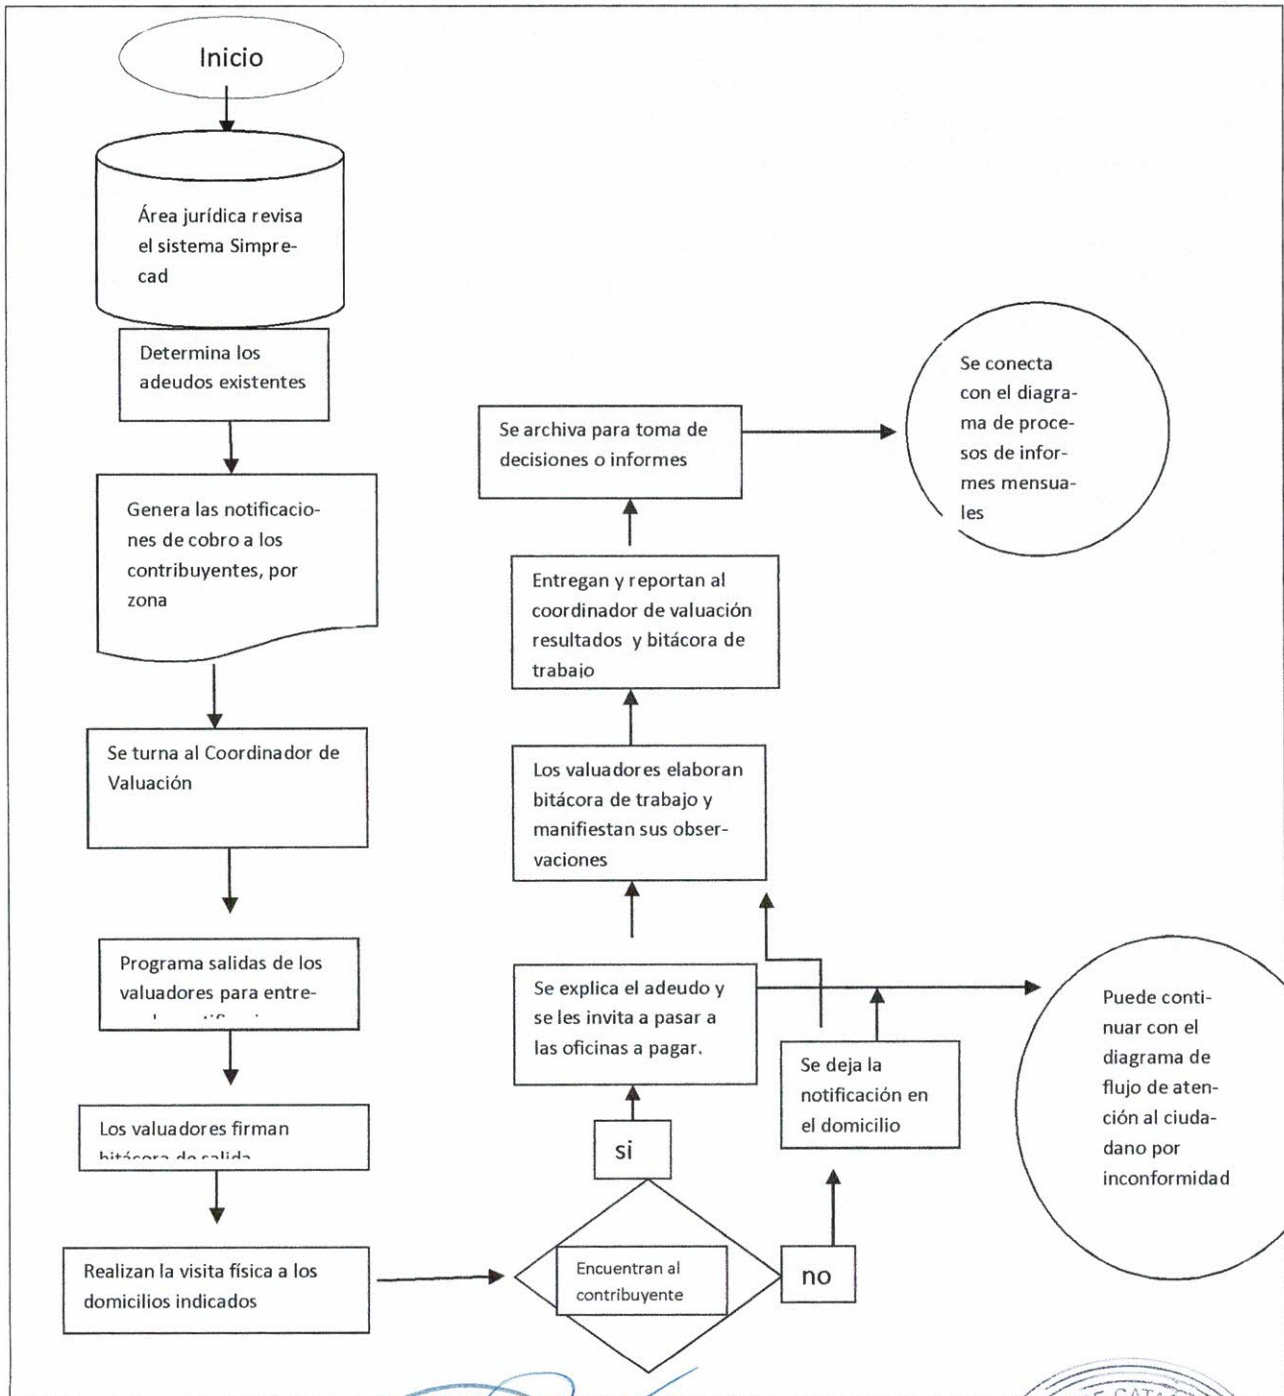 Inicio
Área jurídica revisa
el sistema Simpre-
cad
Determina los
adeudos existentes
Genera las notificacio-
nes de cobro a los
contribuyentes, por
zona
Se turna al Coordinador de
Valuación
Programa salidas de los
valuadores para entre-
Los valuadores firman
bitácora de salida
Realizan la visita física a los
domicilios indicados
Encuentran al
contribuyente
si
no
Se explica el adeudo y
se les invita a pasar a
las oficinas a pagar.
Se deja la
notificación en
el domicilio
Los valuadores elaboran
bitácora de trabajo y
manifiestan sus obser-
vaciones
Entregan y reportan al
coordinador de valuación
resultados y bitácora de
trabajo
Se archiva para toma de
decisiones o informes
Se conecta
con el diagra-
ma de proce-
sos de infor-
mes mensua-
les
Puede conti-
nuar con el
diagrama de
flujo de aten-
ción al ciuda-
dano por
inconformidad